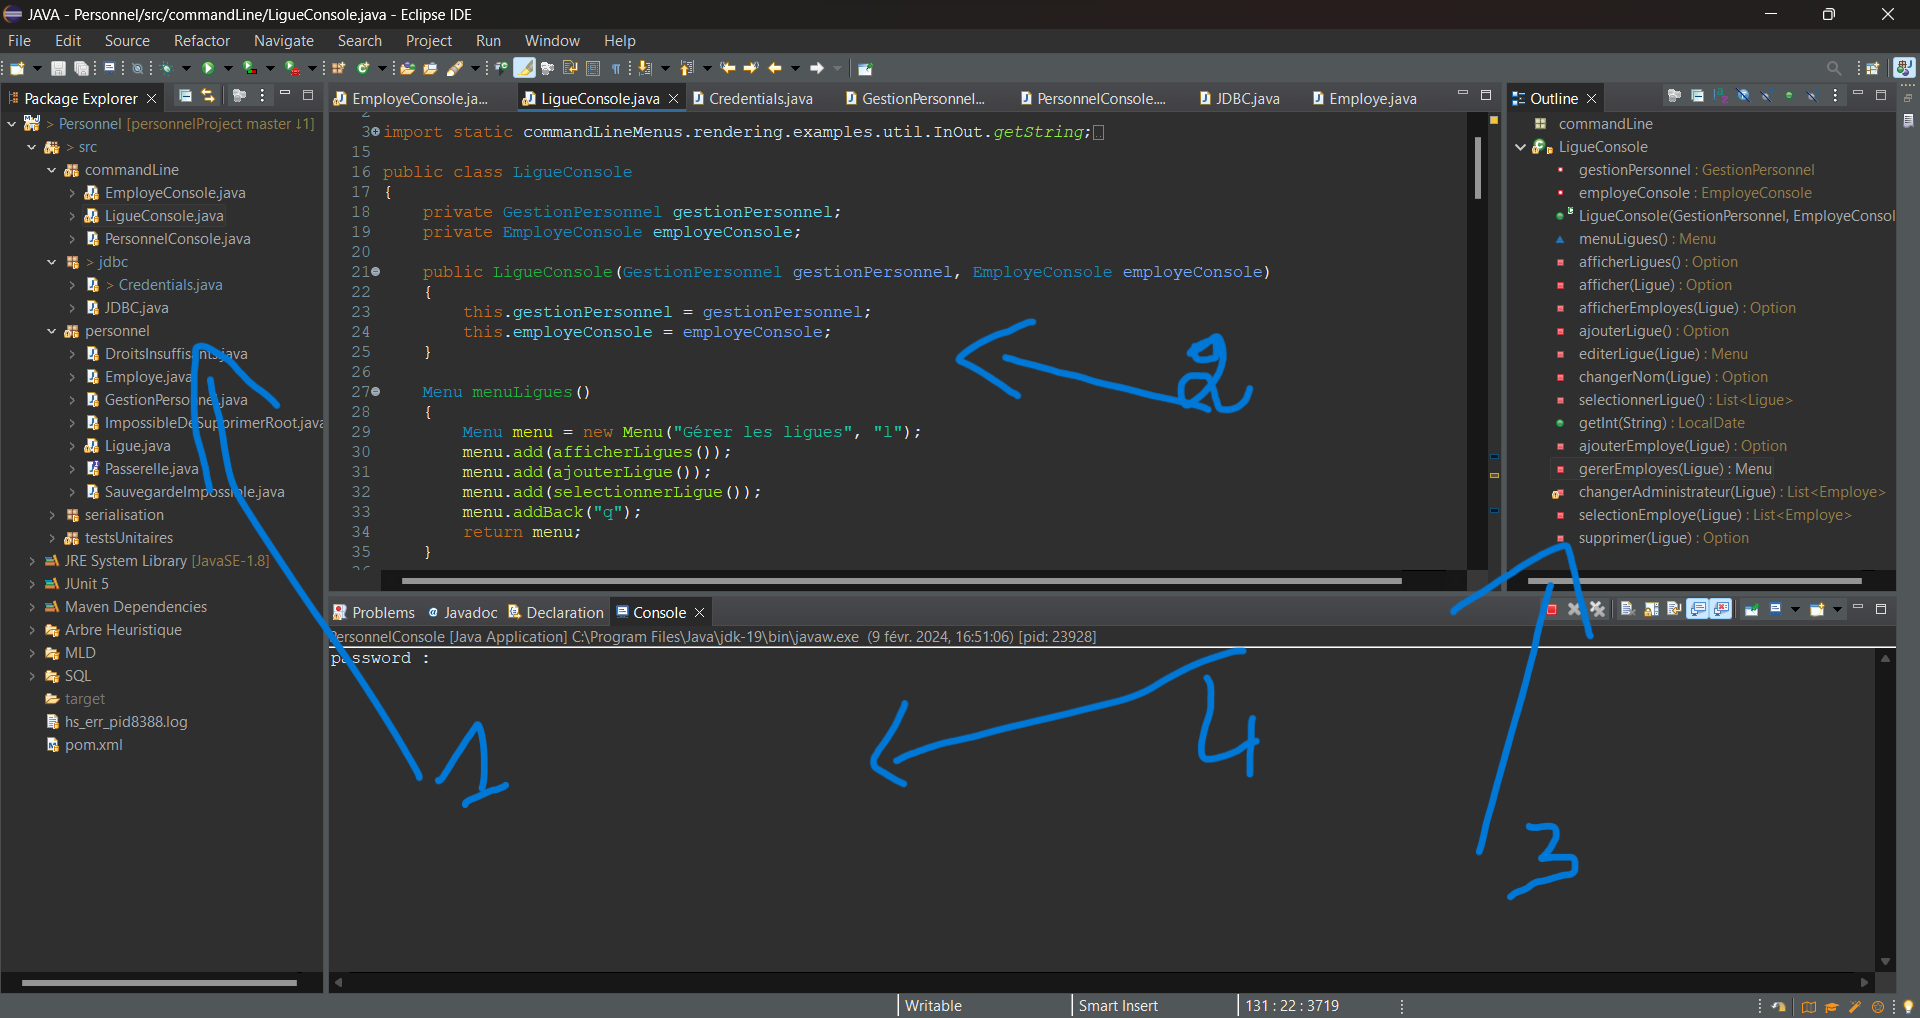 JAVA - Personnel/src/commandLine/LigueConsole.java - Eclipse IDE
File Edit Source Refactor Navigate Search Project Run Window Help
Package Explorer
> Personnel [personnelProject master ↓1]
> src
commandLine
EmployeConsole.java
LigueConsole.java
PersonnelConsole.java
> jdbc
> Credentials.java
JDBC.java
personnel
DroitsInsuffisants.java
Employe.java
GestionPersonnel.java
ImpossibleDeSupprimerRoot.java
Ligue.java
Passerelle.java
SauvegardeImpossible.java
serialisation
testsUnitaires
JRE System Library [JavaSE-1.8]
JUnit 5
Maven Dependencies
Arbre Heuristique
MLD
SQL
target
hs_err_pid8388.log
pom.xml
1
EmployeConsole.ja... LigueConsole.java Credentials.java GestionPersonnel... PersonnelConsole.... JDBC.java Employe.java
3 import static commandLineMenus.rendering.examples.util.InOut.getString;
15
16 public class LigueConsole
17 {
18 private GestionPersonnel gestionPersonnel;
19 private EmployeConsole employeConsole;
20
21 public LigueConsole(GestionPersonnel gestionPersonnel, EmployeConsole employeConsole)
22 {
23 this.gestionPersonnel = gestionPersonnel;
24 this.employeConsole = employeConsole;
25 }
26
27 Menu menuLigues()
28 {
29 Menu menu = new Menu("Gérer les ligues", "l");
30 menu.add(afficherLigues());
31 menu.add(ajouterLigue());
32 menu.add(selectionnerLigue());
33 menu.addBack("q");
34 return menu;
35 }
2
Outline
commandLine
LigueConsole
gestionPersonnel : GestionPersonnel
employeConsole : EmployeConsole
LigueConsole(GestionPersonnel, EmployeConsol
menuLigues() : Menu
afficherLigues() : Option
afficher(Ligue) : Option
afficherEmployes(Ligue) : Option
ajouterLigue() : Option
editerLigue(Ligue) : Menu
changerNom(Ligue) : Option
selectionnerLigue() : List<Ligue>
getInt(String) : LocalDate
ajouterEmploye(Ligue) : Option
gererEmployes(Ligue) : Menu
changerAdministrateur(Ligue) : List<Employe>
selectionEmploye(Ligue) : List<Employe>
supprimer(Ligue) : Option
3
Problems Javadoc Declaration Console
PersonnelConsole [Java Application] C:\Program Files\Java\jdk-19\bin\javaw.exe (9 févr. 2024, 16:51:06) [pid: 23928]
password :
4
Writable Smart Insert 131 : 22 : 3719